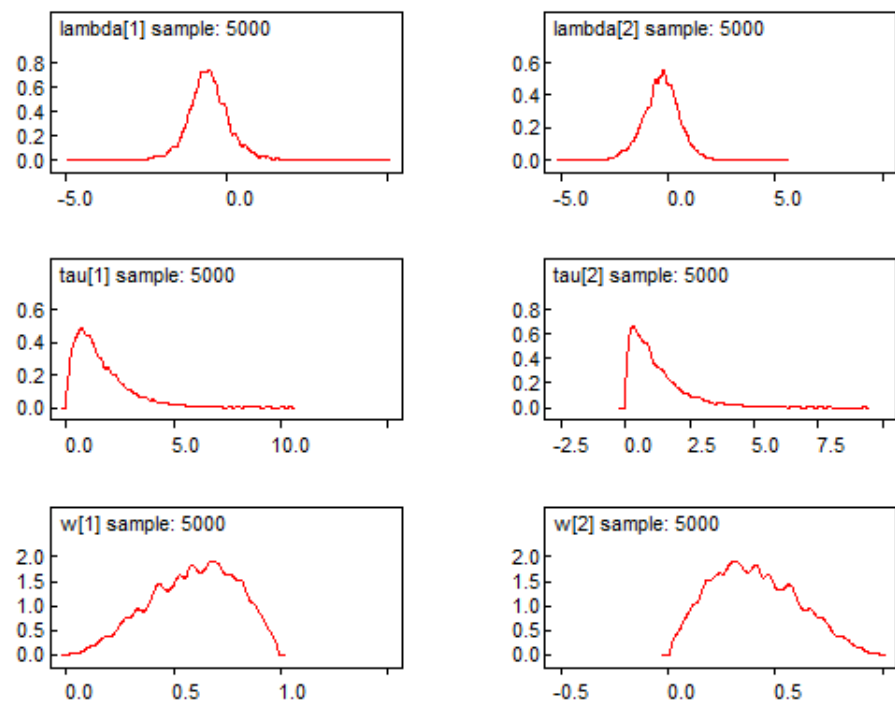 lambda[1] sample: 5000
0.8
0.6
0.4
0.2
0.0
-5.0 0.0
lambda[2] sample: 5000
0.6
0.4
0.2
0.0
-5.0 0.0 5.0
tau[1] sample: 5000
0.6
0.4
0.2
0.0
0.0 5.0 10.0
tau[2] sample: 5000
0.8
0.6
0.4
0.2
0.0
-2.5 0.0 2.5 5.0 7.5
w[1] sample: 5000
2.0
1.5
1.0
0.5
0.0
0.0 0.5 1.0
w[2] sample: 5000
2.0
1.5
1.0
0.5
0.0
-0.5 0.0 0.5